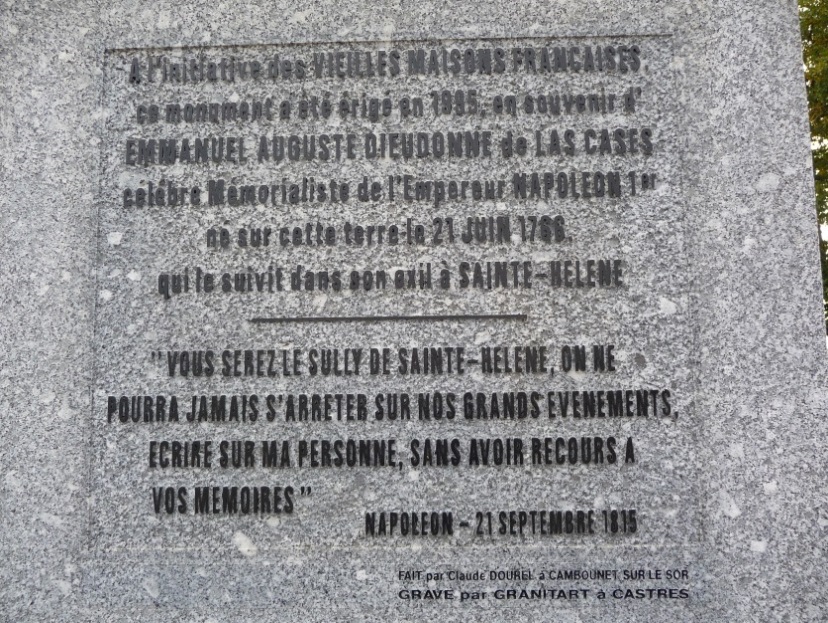 A l'initiative des VIEILLES MAISONS FRANCAISES
ce monument a été érigé en 1995, en souvenir d'
EMMANUEL AUGUSTE DIEUDONNE de LAS CASES
célèbre Mémorialiste de l'Empereur NAPOLEON 1er
né sur cette terre le 21 JUIN 1766,
qui le suivit dans son exil à SAINTE-HELENE
"VOUS SEREZ LE SULLY DE SAINTE-HELENE, ON NE
POURRA JAMAIS S'ARRETER SUR NOS GRANDS EVENEMENTS,
ECRIRE SUR MA PERSONNE, SANS AVOIR RECOURS A
VOS MEMOIRES"
NAPOLEON - 21 SEPTEMBRE 1815
FAIT par Claude DOUREL à CAMBOUNET SUR LE SOR
GRAVE par GRANITART à CASTRES